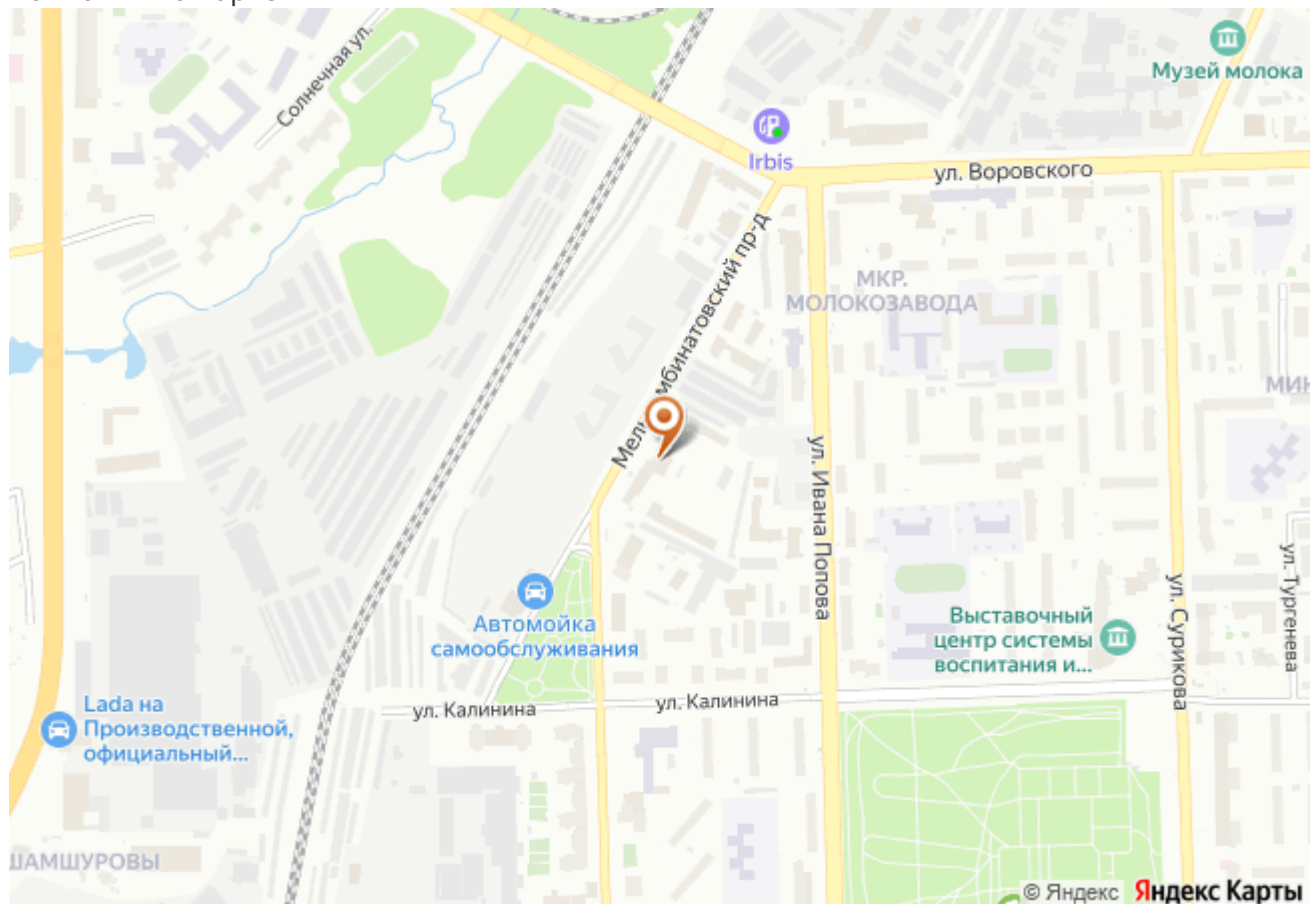 Солнечная ул.
Музей молока
Irbis
ул. Воровского
МКР.
МОЛОКОЗАВОДА
ул. Ивана Попова
Выставочный
центр системы
воспитания и...
ул. Сурикова
ул. Тургенева
Автомойка
самообслуживания
ул. Калинина
ул. Калинина
Lada на
Производственной,
официальный...
ШАМШУРОВЫ
© Яндекс Яндекс Карты